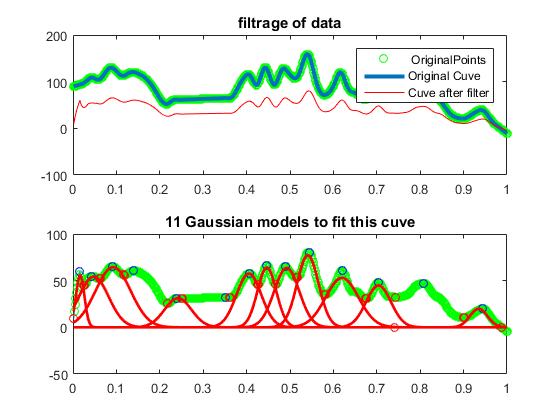 filtrage of data
200
100
0
-100
OriginalPoints
Original Cuve
Cuve after filter
0 0.1 0.2 0.3 0.4 0.5 0.6 0.7 0.8 0.9 1
11 Gaussian models to fit this cuve
100
50
0
-50
0 0.1 0.2 0.3 0.4 0.5 0.6 0.7 0.8 0.9 1